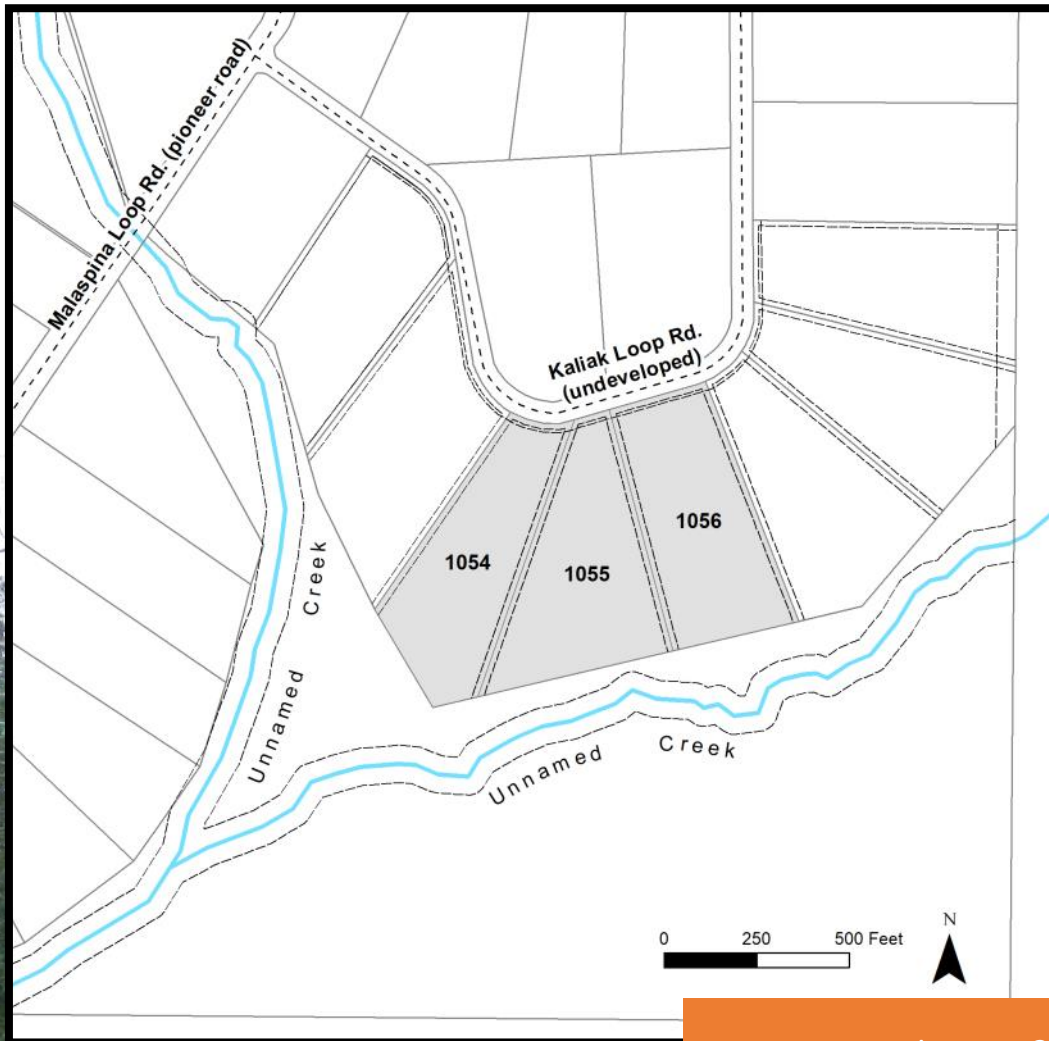 Malaspina Loop Rd. (pioneer road)
Kaliak Loop Rd.
(undeveloped)
1054
1055
1056
Unnamed Creek
Unnamed Creek
0 250 500 Feet
N